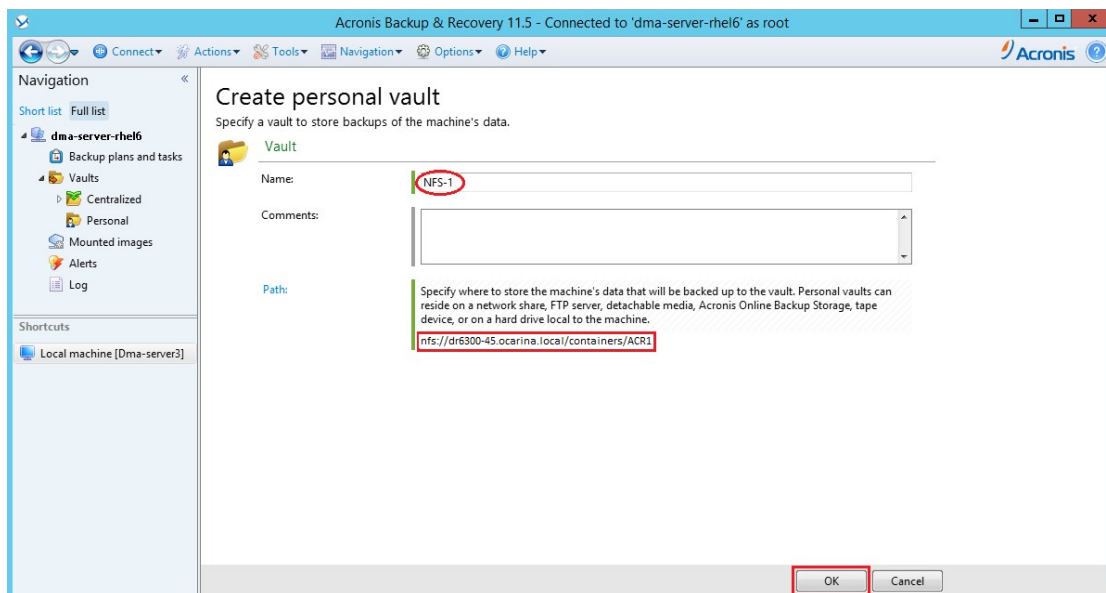 Acronis Backup & Recovery 11.5 - Connected to 'dma-server-rhel6' as root
Connect Actions Tools Navigation Options Help
Acronis
Navigation
Short list Full list
dma-server-rhel6
Backup plans and tasks
Vaults
Centralized
Personal
Mounted images
Alerts
Log
Shortcuts
Local machine [Dma-server3]
Create personal vault
Specify a vault to store backups of the machine's data.
Vault
Name:
NFS-1
Comments:
Path:
Specify where to store the machine's data that will be backed up to the vault. Personal vaults can
reside on a network share, FTP server, detachable media, Acronis Online Backup Storage, tape
device, or on a hard drive local to the machine.
nfs://dr6300-45.ocarina.local/containers/ACR1
OK Cancel